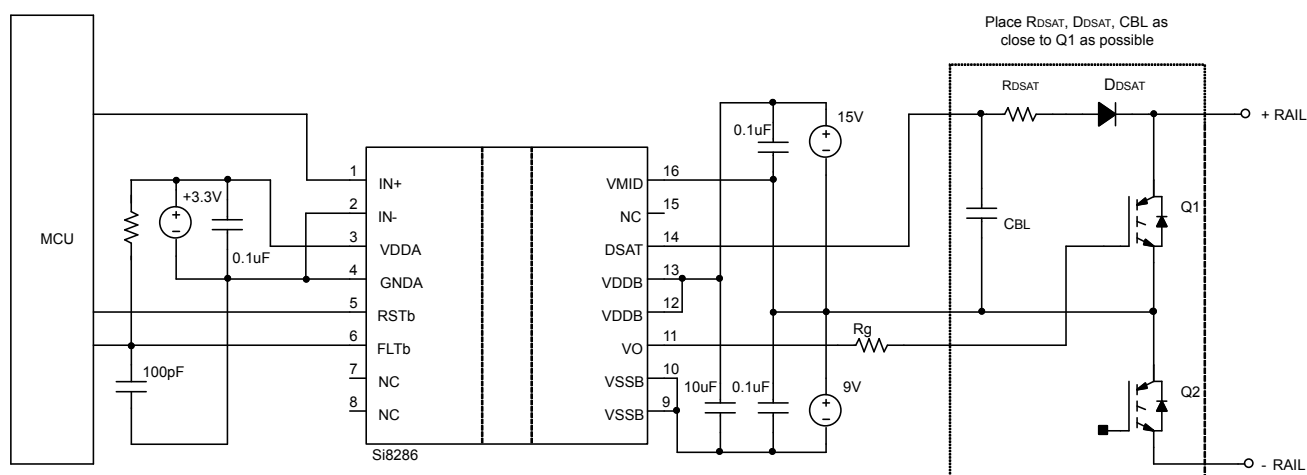 Place RDSAT, DDSAT, CBL as
close to Q1 as possible
MCU
RDSAT
DDSAT
+ RAIL
0.1uF
15V
1
IN+
VMID
16
+3.3V
2
IN-
NC
15
Q1
0.1uF
3
VDDA
DSAT
14
CBL
4
GNDA
VDDB
13
5
RSTb
VDDB
12
6
FLTb
VO
11
Rg
100pF
7
NC
VSSB
10
10uF
0.1uF
9V
Q2
8
NC
VSSB
9
Si8286
- RAIL